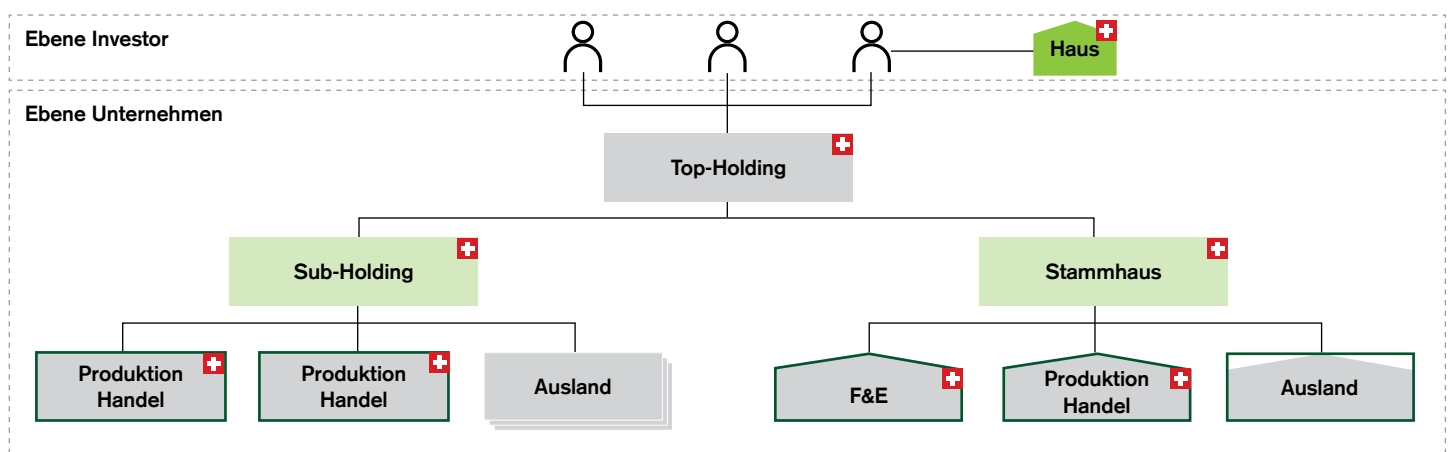 Ebene Investor
Haus
Ebene Unternehmen
Top-Holding
Sub-Holding
Stammhaus
Produktion
Handel
Produktion
Handel
Ausland
F&E
Produktion
Handel
Ausland